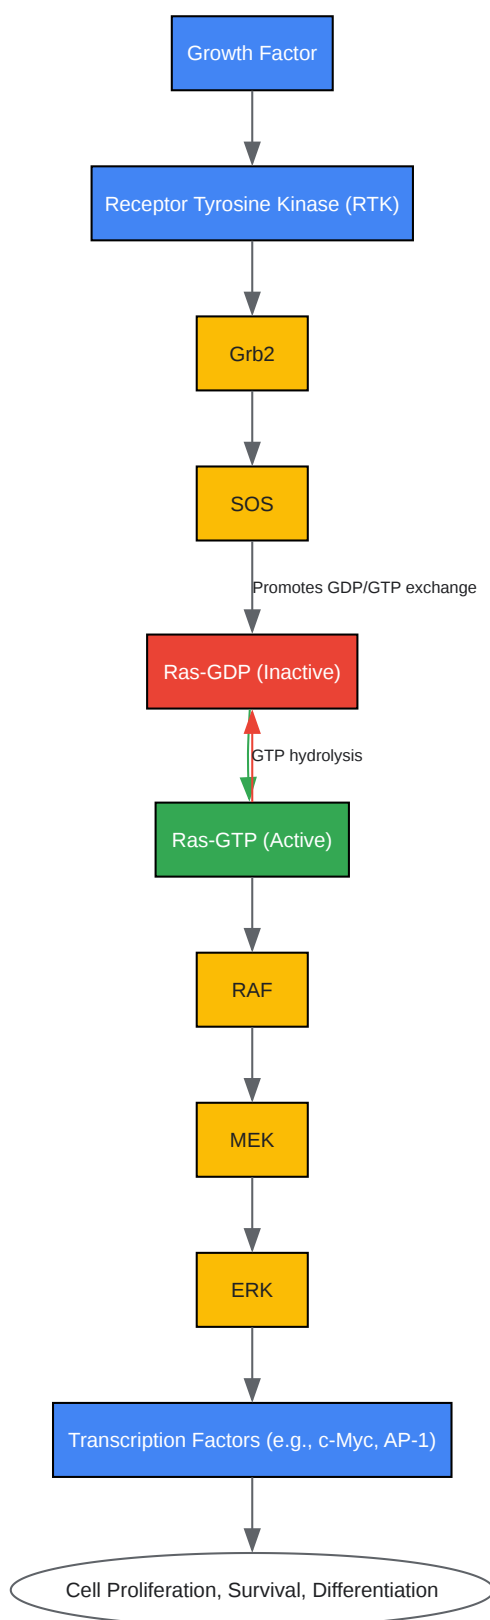 Growth Factor
Receptor Tyrosine Kinase (RTK)
Grb2
SOS
Promotes GDP/GTP exchange
Ras-GDP (Inactive)
GTP hydrolysis
Ras-GTP (Active)
RAF
MEK
ERK
Transcription Factors (e.g., c-Myc, AP-1)
Cell Proliferation, Survival, Differentiation